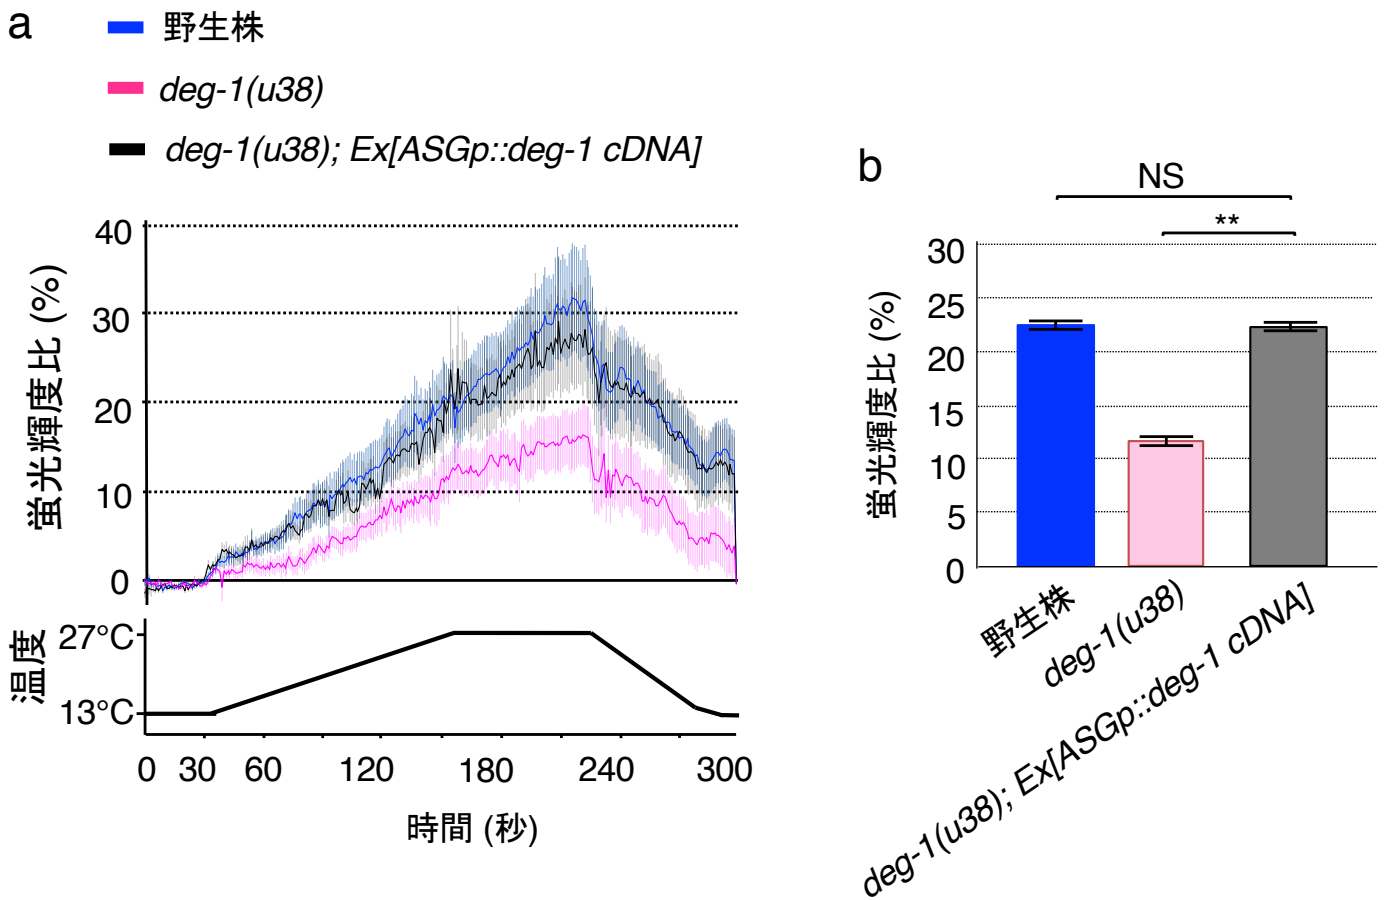 a
野生株
deg-1(u38)
deg-1(u38); Ex[ASGp::deg-1 cDNA]
蛍光輝度比 (%)
40
30
20
10
0
温度
27°C
13°C
0 30 60 120 180 240 300
時間 (秒)
b
NS
**
蛍光輝度比 (%)
30
25
20
15
10
5
0
野生株
deg-1(u38)
deg-1(u38); Ex[ASGp::deg-1 cDNA]